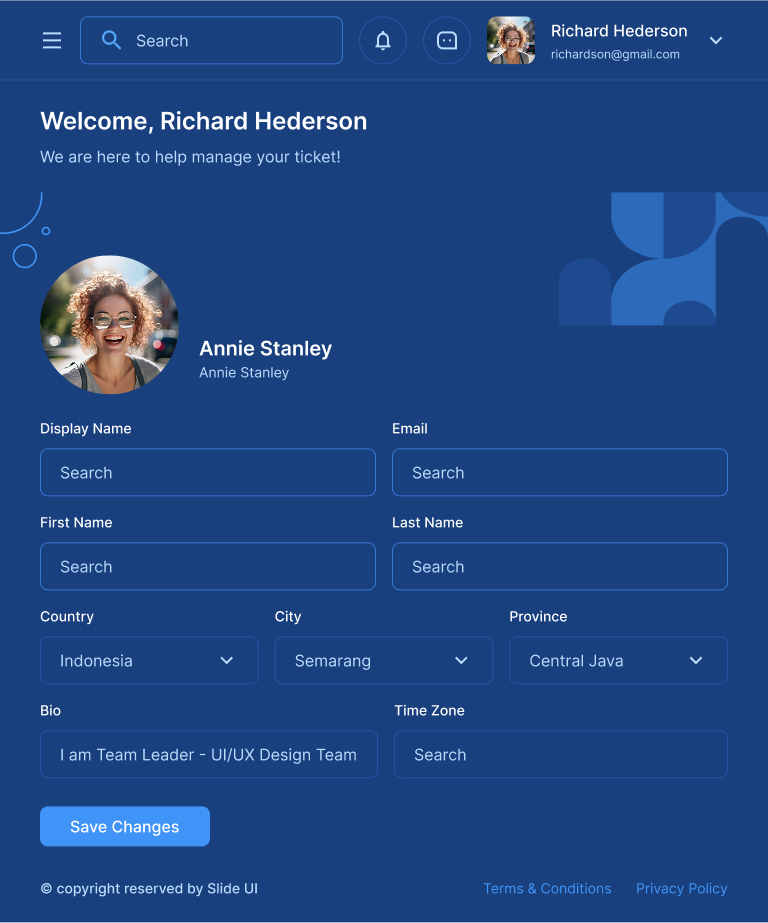 Search
Richard Hederson
richardson@gmail.com
Welcome, Richard Hederson
We are here to help manage your ticket!
Annie Stanley
Annie Stanley
Display Name
Email
Search
Search
First Name
Last Name
Search
Search
Country
City
Province
Indonesia
Semarang
Central Java
Bio
Time Zone
I am Team Leader - UI/UX Design Team
Search
Save Changes
© copyright reserved by Slide UI
Terms & Conditions
Privacy Policy